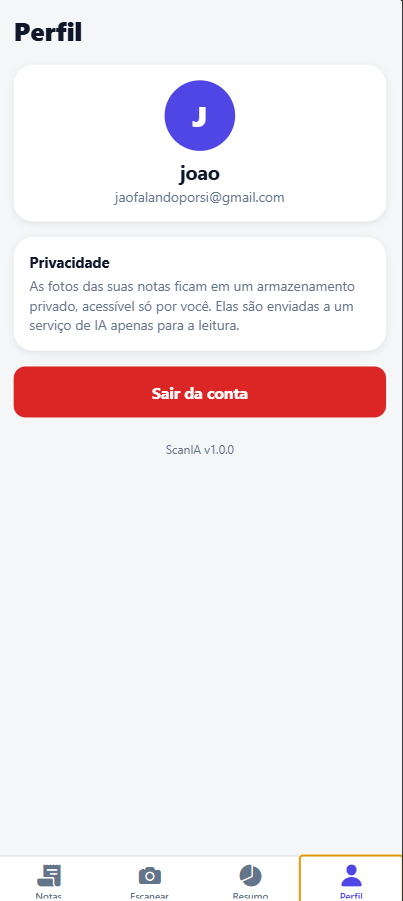 Perfil
J
joao
jaofalandoporsi@gmail.com
Privacidade
As fotos das suas notas ficam em um armazenamento
privado, acessível só por você. Elas são enviadas a um
serviço de IA apenas para a leitura.
Sair da conta
ScanIA v1.0.0
Notas
Escanear
Resumo
Perfil